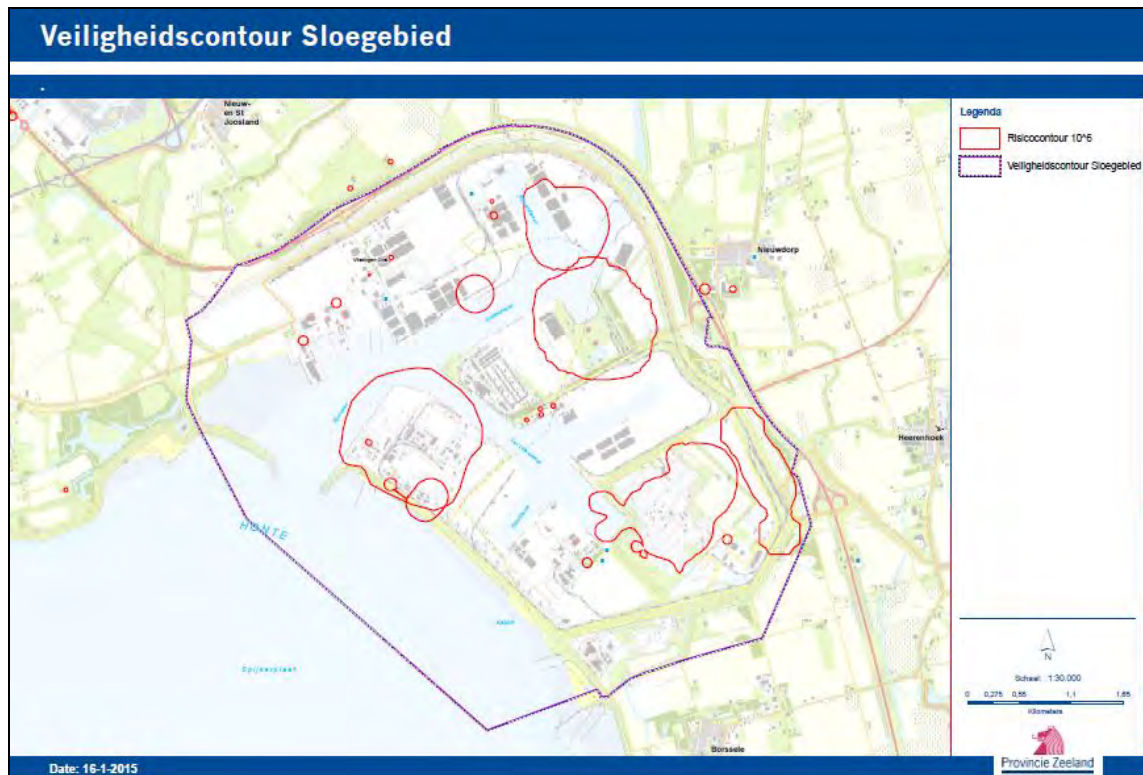 Veiligheidscontour Sloegebied
Nieuw-
en St
Joosland
Nieuwdorp
Heerenhoek
HONTE
Spijkerplaat
Borssele
Legenda
Risicocontour 10^6
Veiligheidscontour Sloegebied
N
Schaal: 1:30.000
0 0,275 0,55 1,1 1,65
Kilometers
Provincie Zeeland
Date: 16-1-2015